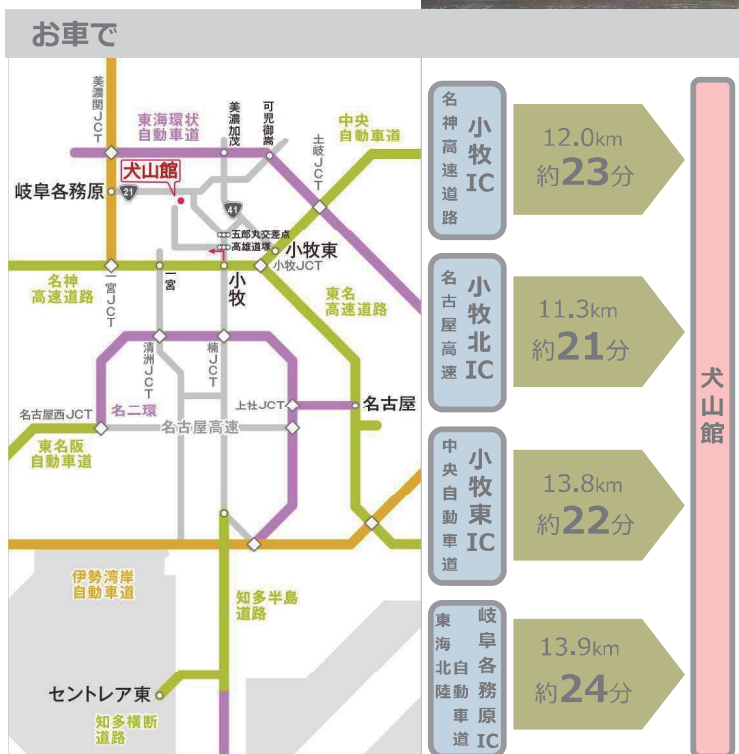 お車で
美濃関JCT
東海環状
自動車道
美濃加茂
可児御嵩
中央
自動車道
土岐JCT
犬山館
岐阜各務原
21
41
五郎丸交差点
高雄道塚
小牧東
小牧JCT
名神
高速道路
一宮JCT
一宮
小牧
東名
高速道路
清洲JCT
楠JCT
名古屋西JCT
名二環
上社JCT
名古屋
名古屋高速
東名阪
自動車道
伊勢湾岸
自動車道
知多半島
道路
セントレア東
知多横断
道路
名神高速道路
小牧IC
12.0km
約23分
名古屋高速
小牧北IC
11.3km
約21分
中央自動車道
小牧東IC
13.8km
約22分
東海北陸
自動車道
岐阜各務原IC
13.9km
約24分
犬山館